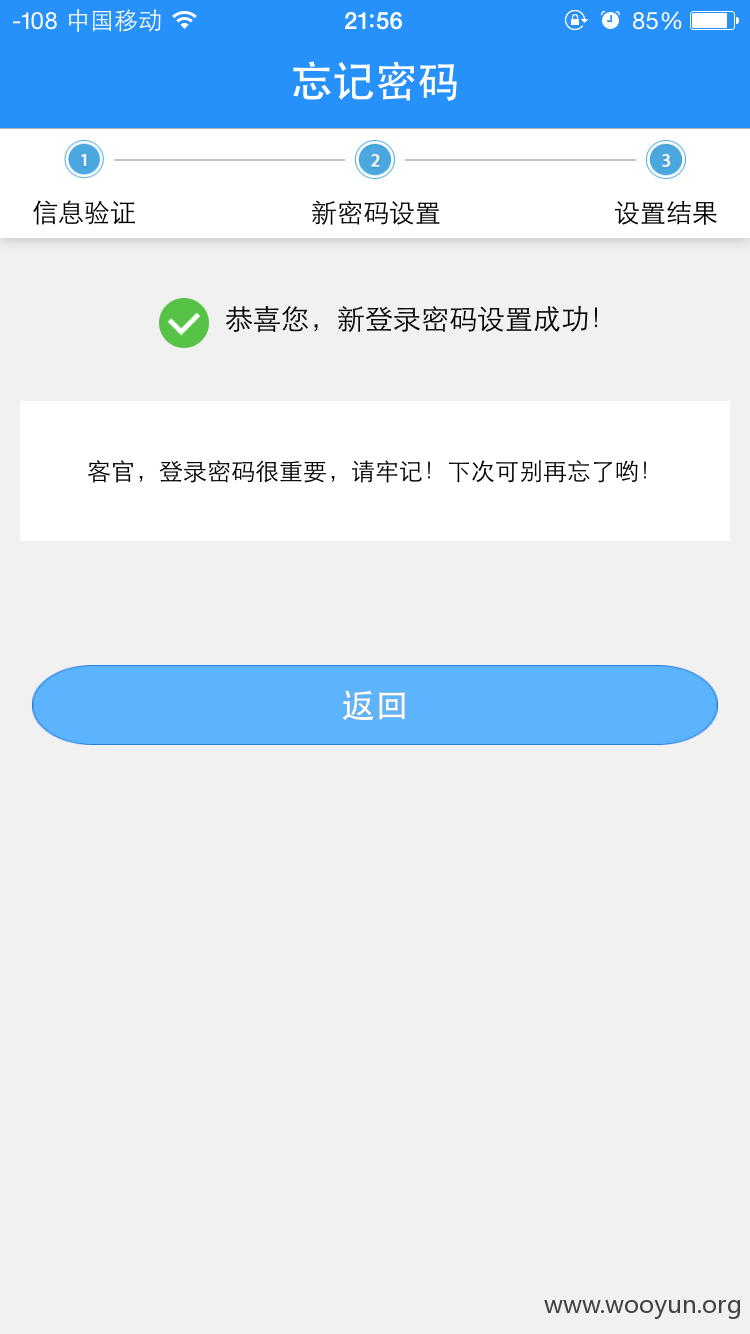 -108 中国移动 21:56 85%
忘记密码
1 2 3
信息验证 新密码设置 设置结果
恭喜您，新登录密码设置成功！
客官，登录密码很重要，请牢记！下次可别再忘了哟！
返回
www.wooyun.org